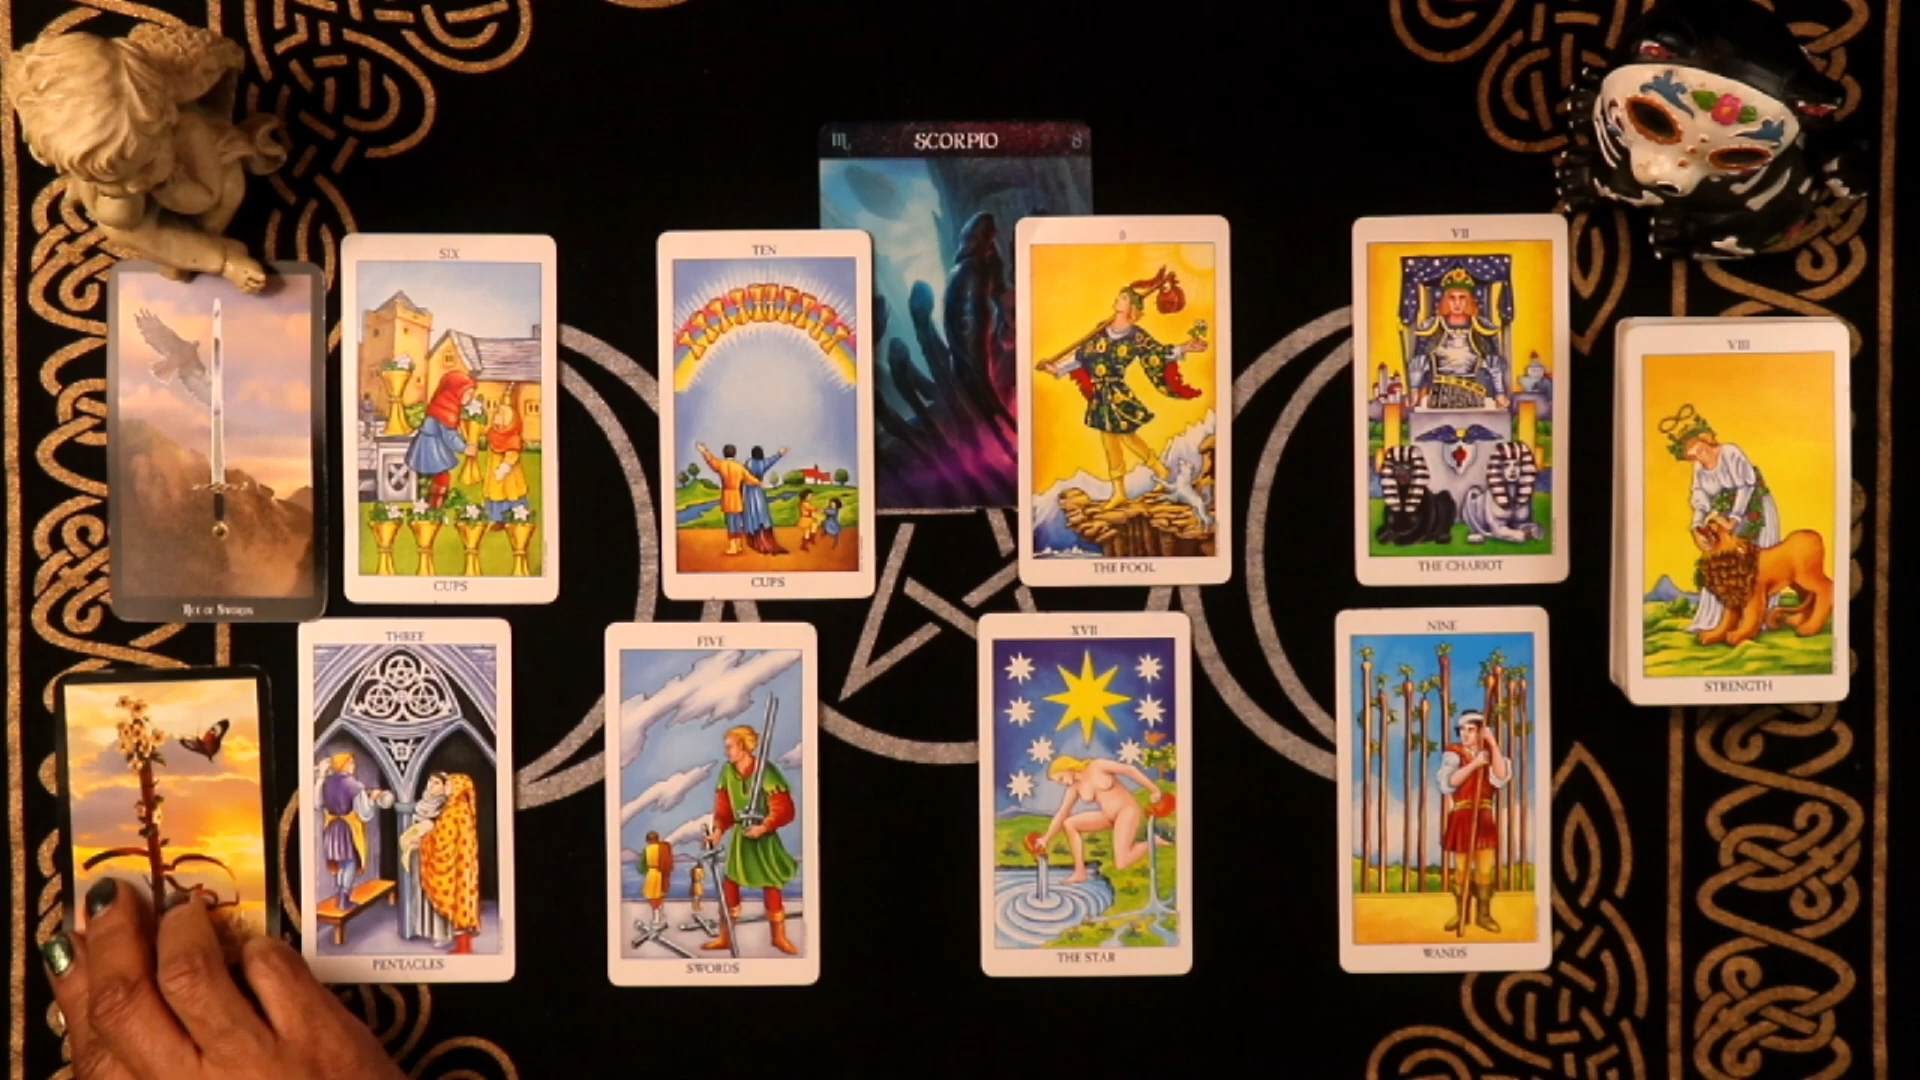 SCORPIO
SIX
CUPS
TEN
CUPS
0
THE FOOL
VII
THE CHARIOT
VIII
STRENGTH
ACE OF SWORDS
THREE
PENTACLES
FIVE
SWORDS
XVII
THE STAR
NINE
WANDS